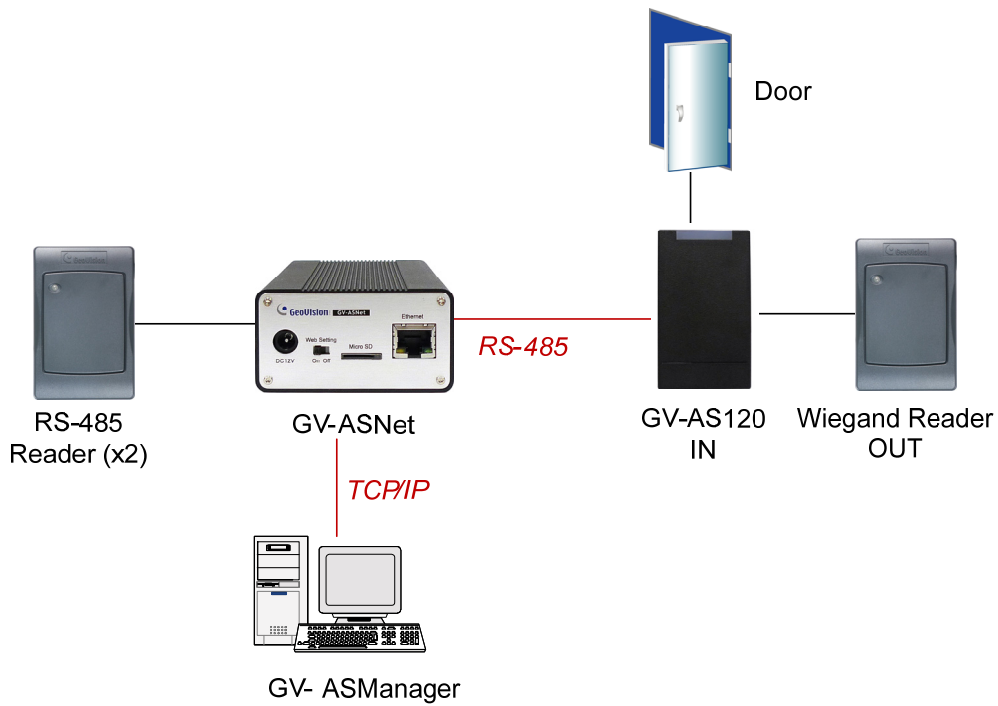 Door
GeoVision
GeoVision GV-ASNet
Ethernet
Web Setting
Micro SD
DC12V
On Off
RS-485
GeoVision
RS-485
Reader (x2)
GV-ASNet
GV-AS120
IN
Wiegand Reader
OUT
TCP/IP
GV- ASManager